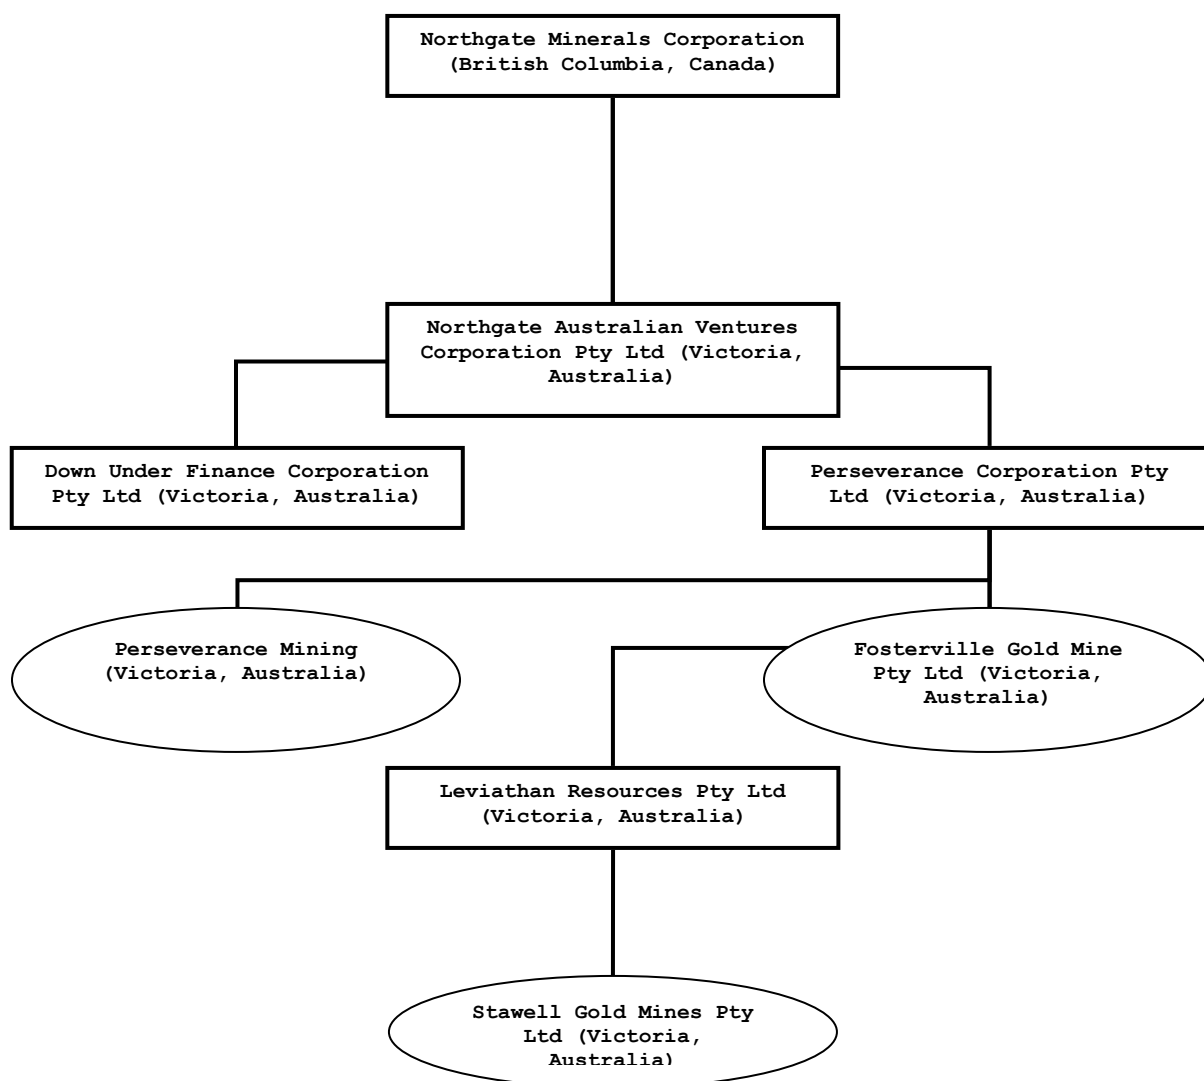 Northgate Minerals Corporation
(British Columbia, Canada)
Northgate Australian Ventures
Corporation Pty Ltd (Victoria,
Australia)
Down Under Finance Corporation
Pty Ltd (Victoria, Australia)
Perseverance Corporation Pty
Ltd (Victoria, Australia)
Perseverance Mining
(Victoria, Australia)
Fosterville Gold Mine
Pty Ltd (Victoria,
Australia)
Leviathan Resources Pty Ltd
(Victoria, Australia)
Stawell Gold Mines Pty
Ltd (Victoria,
Australia)